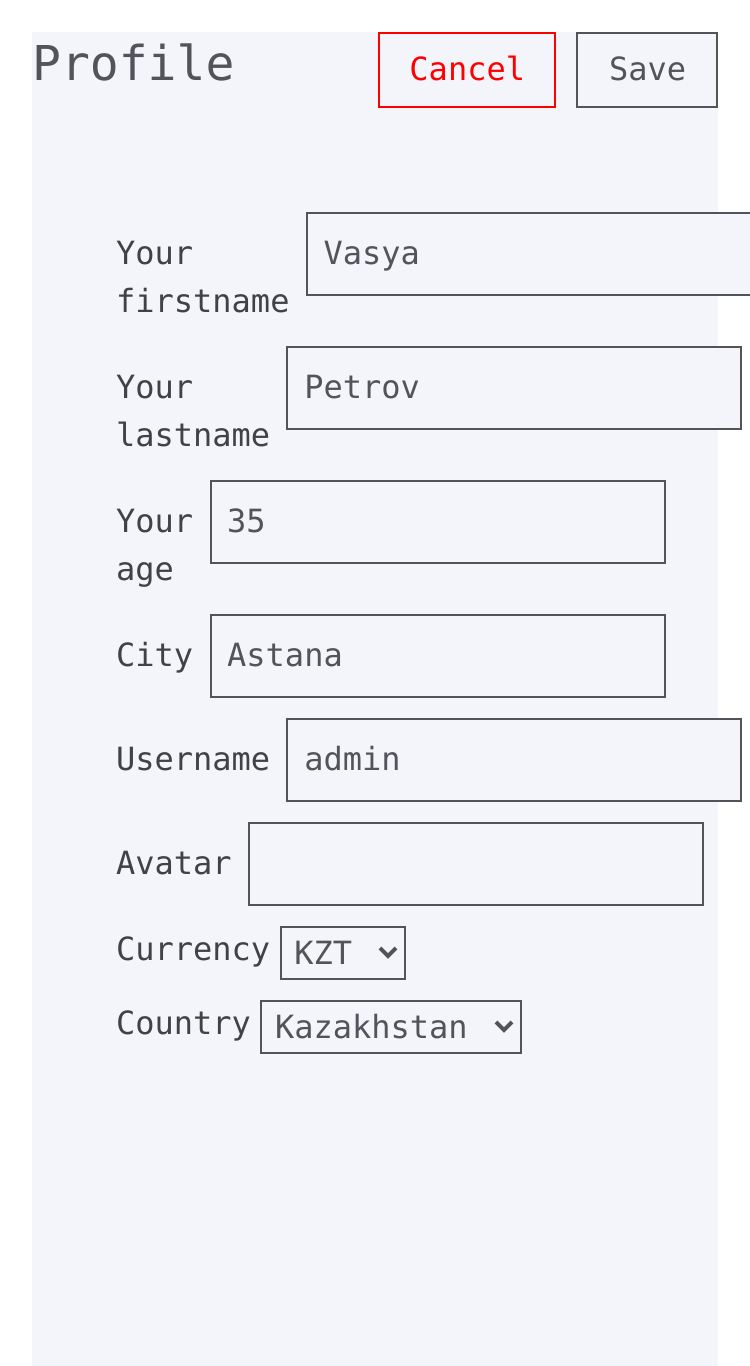 Profile
Cancel
Save
Your
firstname
Vasya
Your
lastname
Petrov
Your
age
35
City
Astana
Username
admin
Avatar
Currency
KZT
Country
Kazakhstan